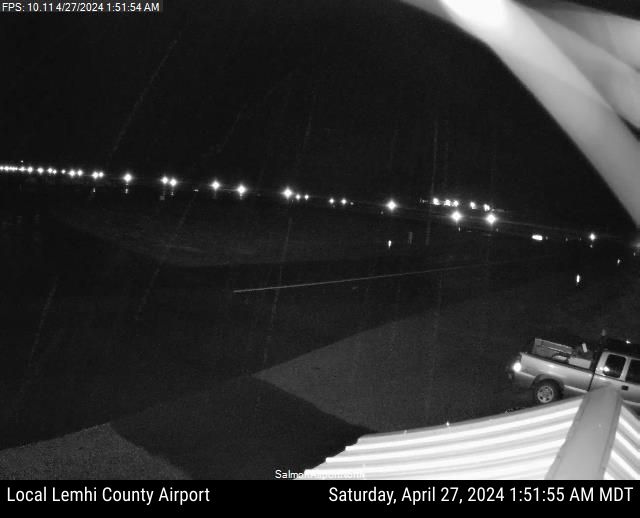 FPS: 10.11 4/27/2024 1:51:54 AM
Local Lemhi County Airport
Saturday, April 27, 2024 1:51:55 AM MDT